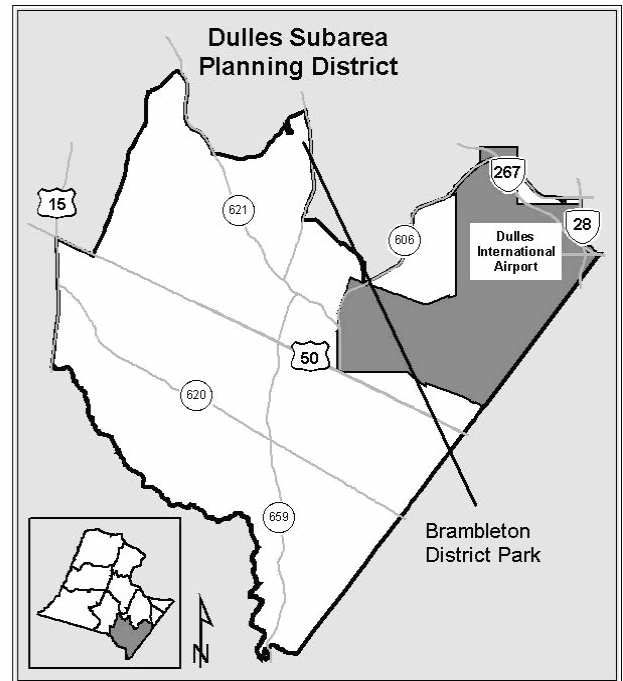 Dulles Subarea
Planning District
267
15
621
28
606
Dulles
International
Airport
50
620
659
Brambleton
District Park
N